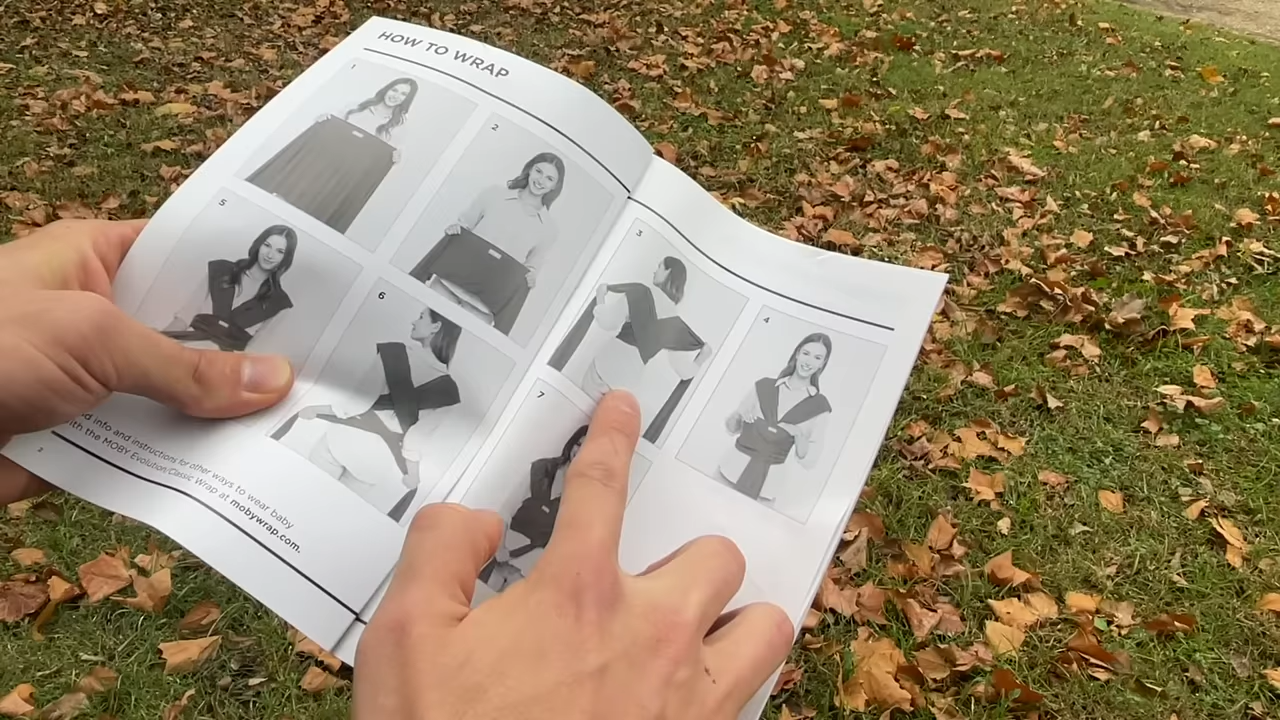 HOW TO WRAP
1
2
3
4
5
6
7
info and instructions for other ways to wear baby
with the MOBY Evolution/Classic Wrap at mobywrap.com.
2